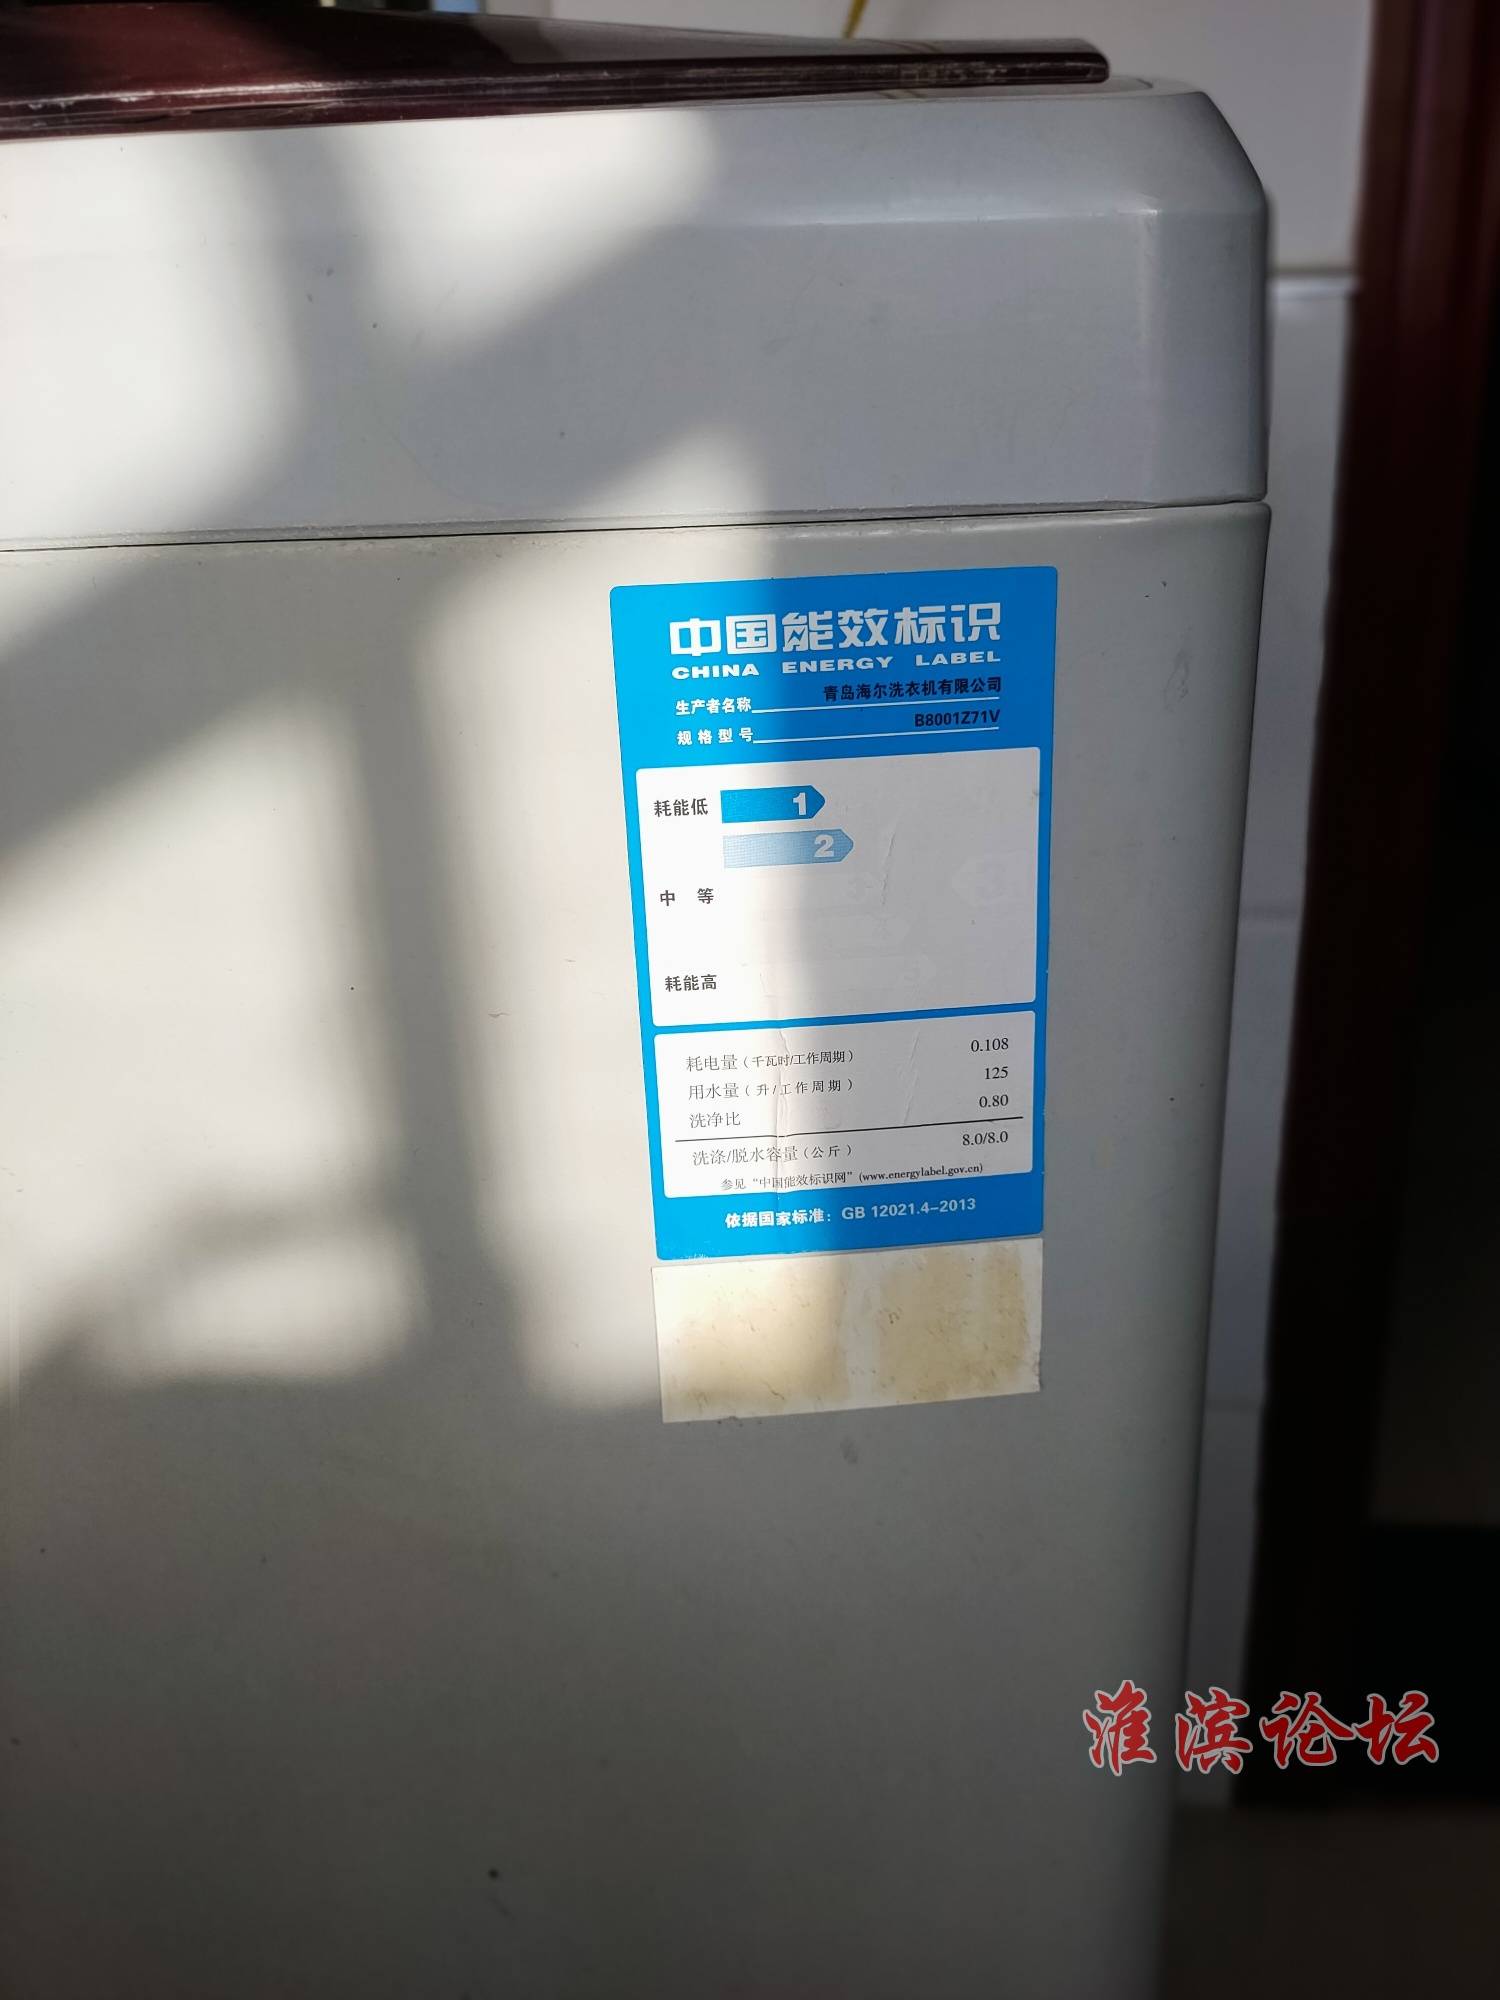 中国能效标识
CHINA ENERGY LABEL
生产者名称 青岛海尔洗衣机有限公司
规格型号 B8001Z71V
耗能低 1
2
中 等
耗能高
耗电量(千瓦时/工作周期) 0.108
用水量(升/工作周期) 125
洗净比 0.80
洗涤/脱水容量(公斤) 8.0/8.0
参见“中国能效标识网”(www.energylabel.gov.cn)
依据国家标准: GB 12021.4-2013
淮滨论坛